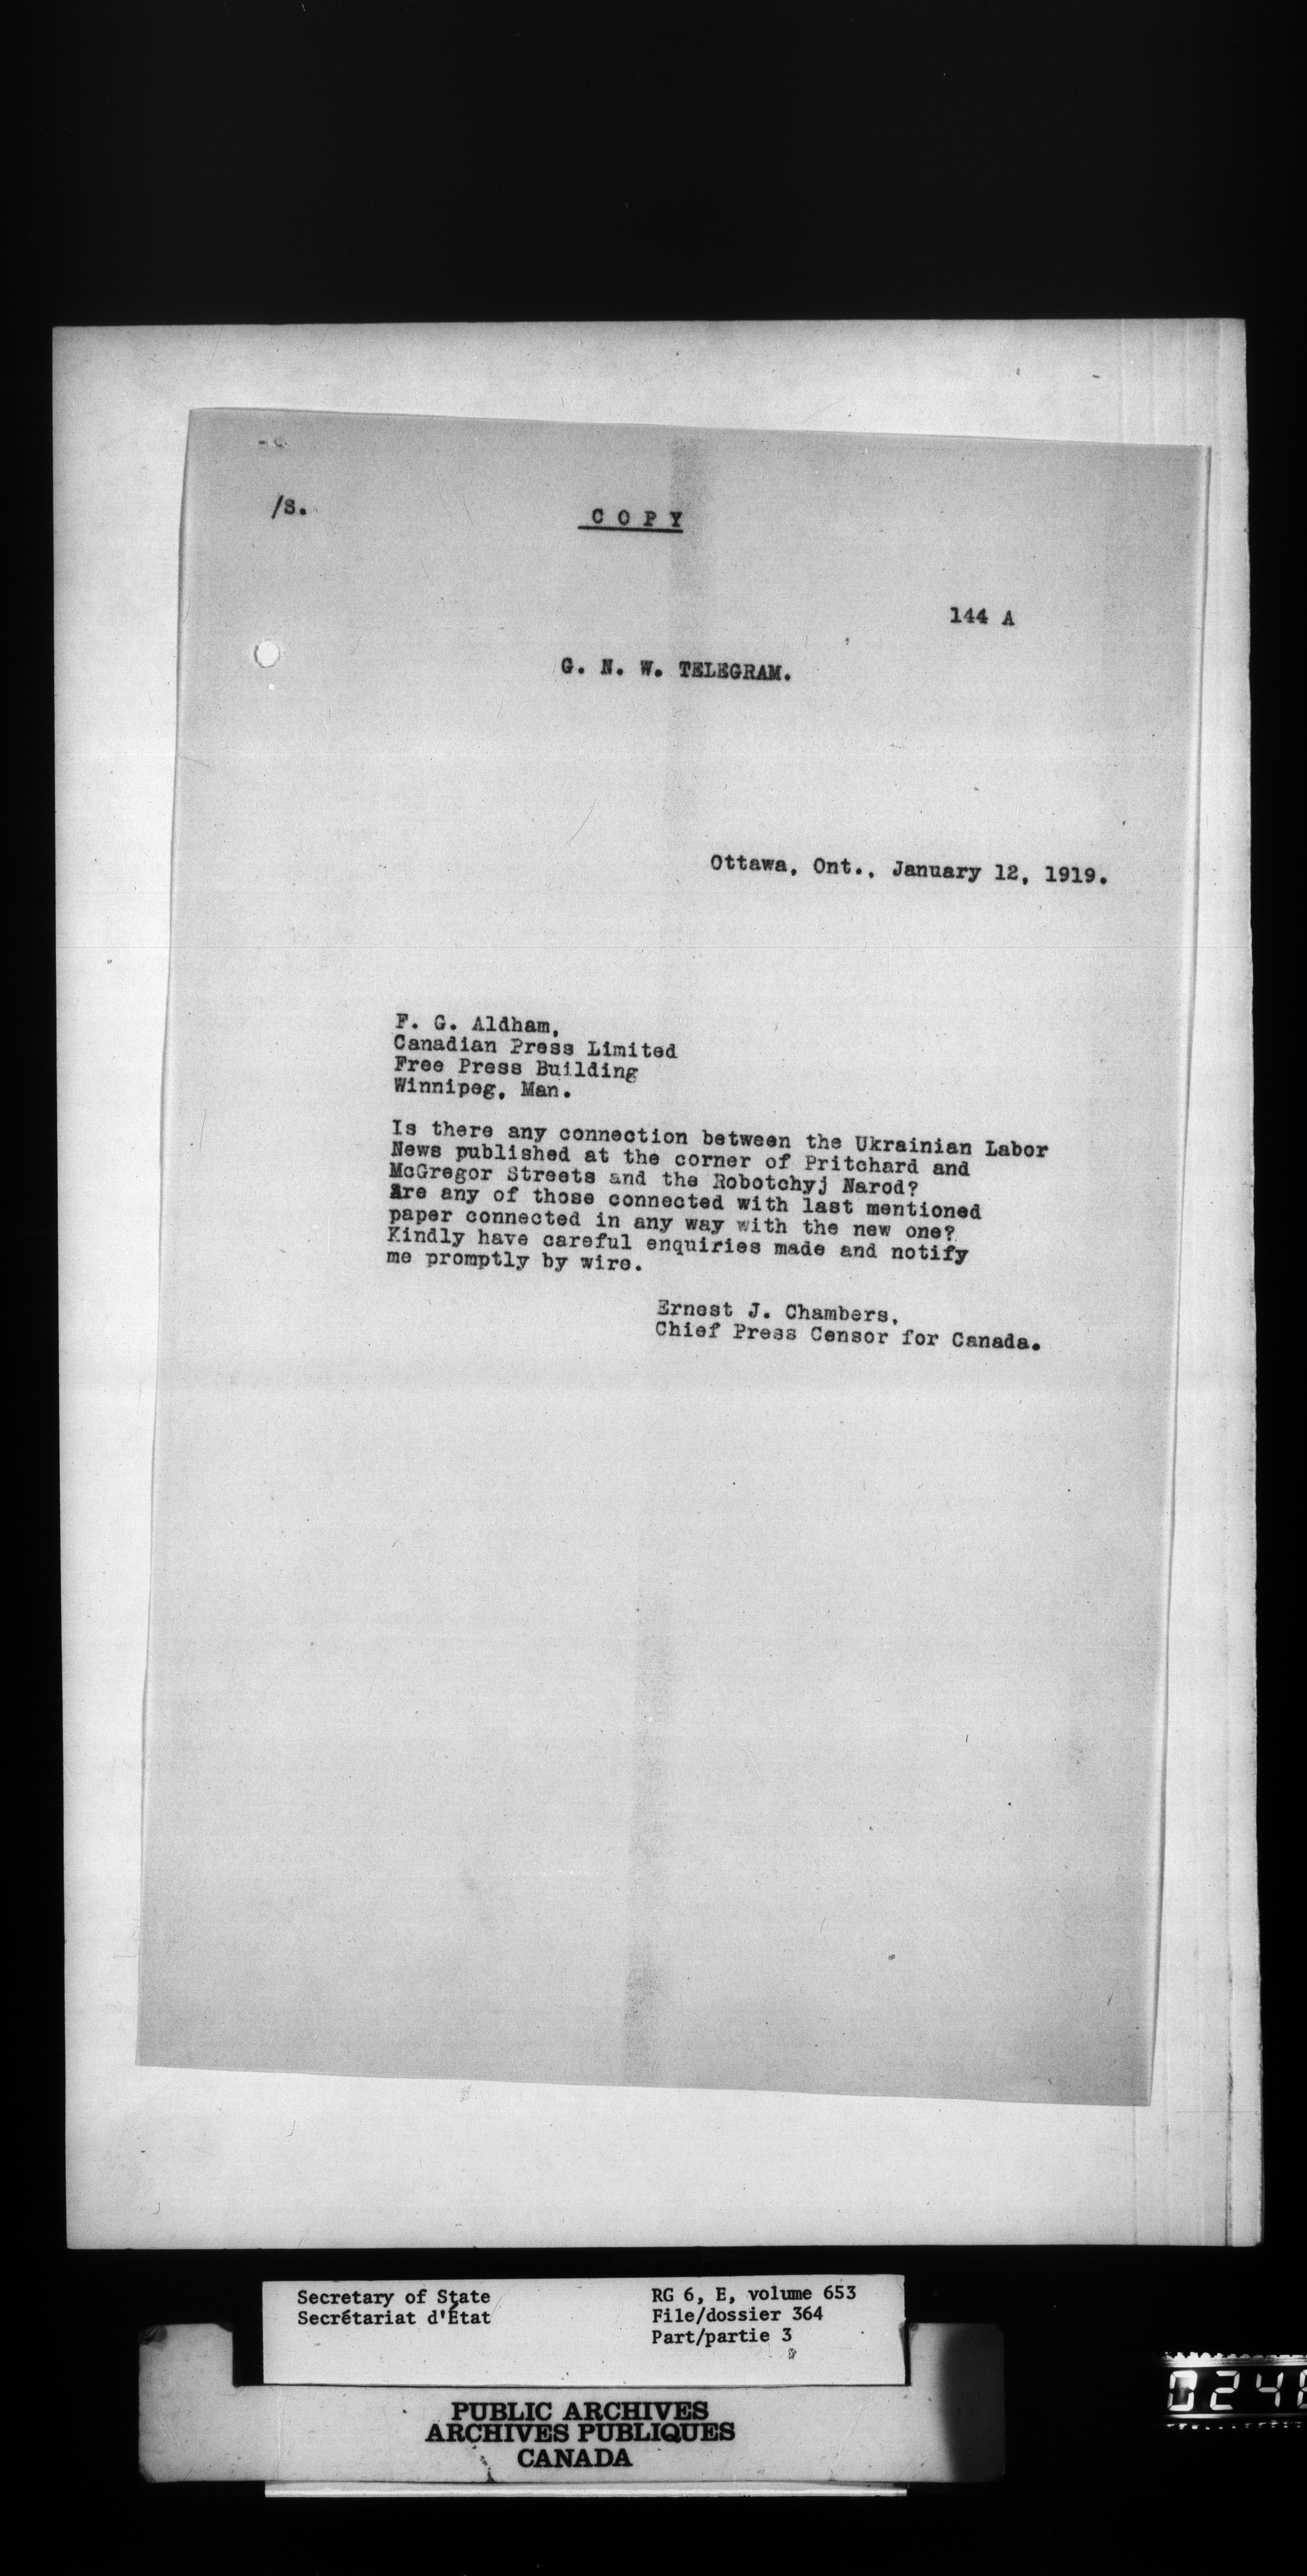 /S.
C O P Y
144 A
G. N. W. TELEGRAM.
Ottawa, Ont., January 12, 1919.
F. G. Aldham,
Canadian Press Limited
Free Press Building
Winnipeg, Man.
Is there any connection between the Ukrainian Labor
News published at the corner of Pritchard and
McGregor Streets and the Robotchyj Narod?
Are any of those connected with last mentioned
paper connected in any way with the new one?
Kindly have careful enquiries made and notify
me promptly by wire.
Ernest J. Chambers,
Chief Press Censor for Canada.
Secretary of State
Secrétariat d'État
RG 6, E, volume 653
File/dossier 364
Part/partie 3
PUBLIC ARCHIVES
ARCHIVES PUBLIQUES
CANADA